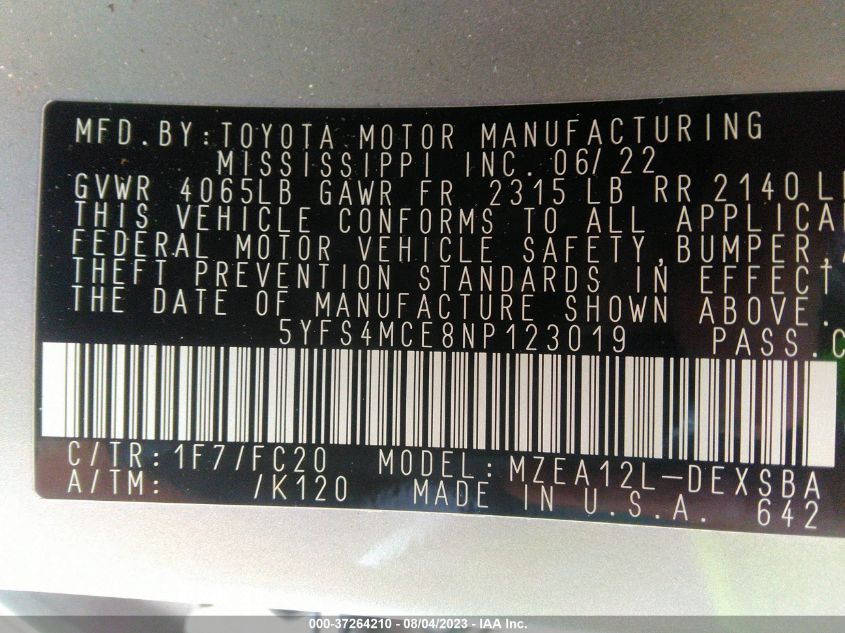 MFD.BY:TOYOTA MOTOR MANUFACTURING
MISSISSIPPI INC. 06/22
GVWR 4065LB GAWR FR 2315 LB RR 2140
THIS VEHICLE CONFORMS TO ALL
FEDERAL MOTOR VEHICLE SAFETY,BUMPER,
THEFT PREVENTION STANDARDS IN EFFECT
THE DATE OF MANUFACTURE SHOWN ABOVE.
5YFS4MCE8NP123019 PASS.
C/TR:1F7/FC20 MODEL:MZEA12L-DEXSBA
A/TM: /K120 MADE IN U.S.A. 642
000-37264210 - 08/04/2023 - IAA Inc.